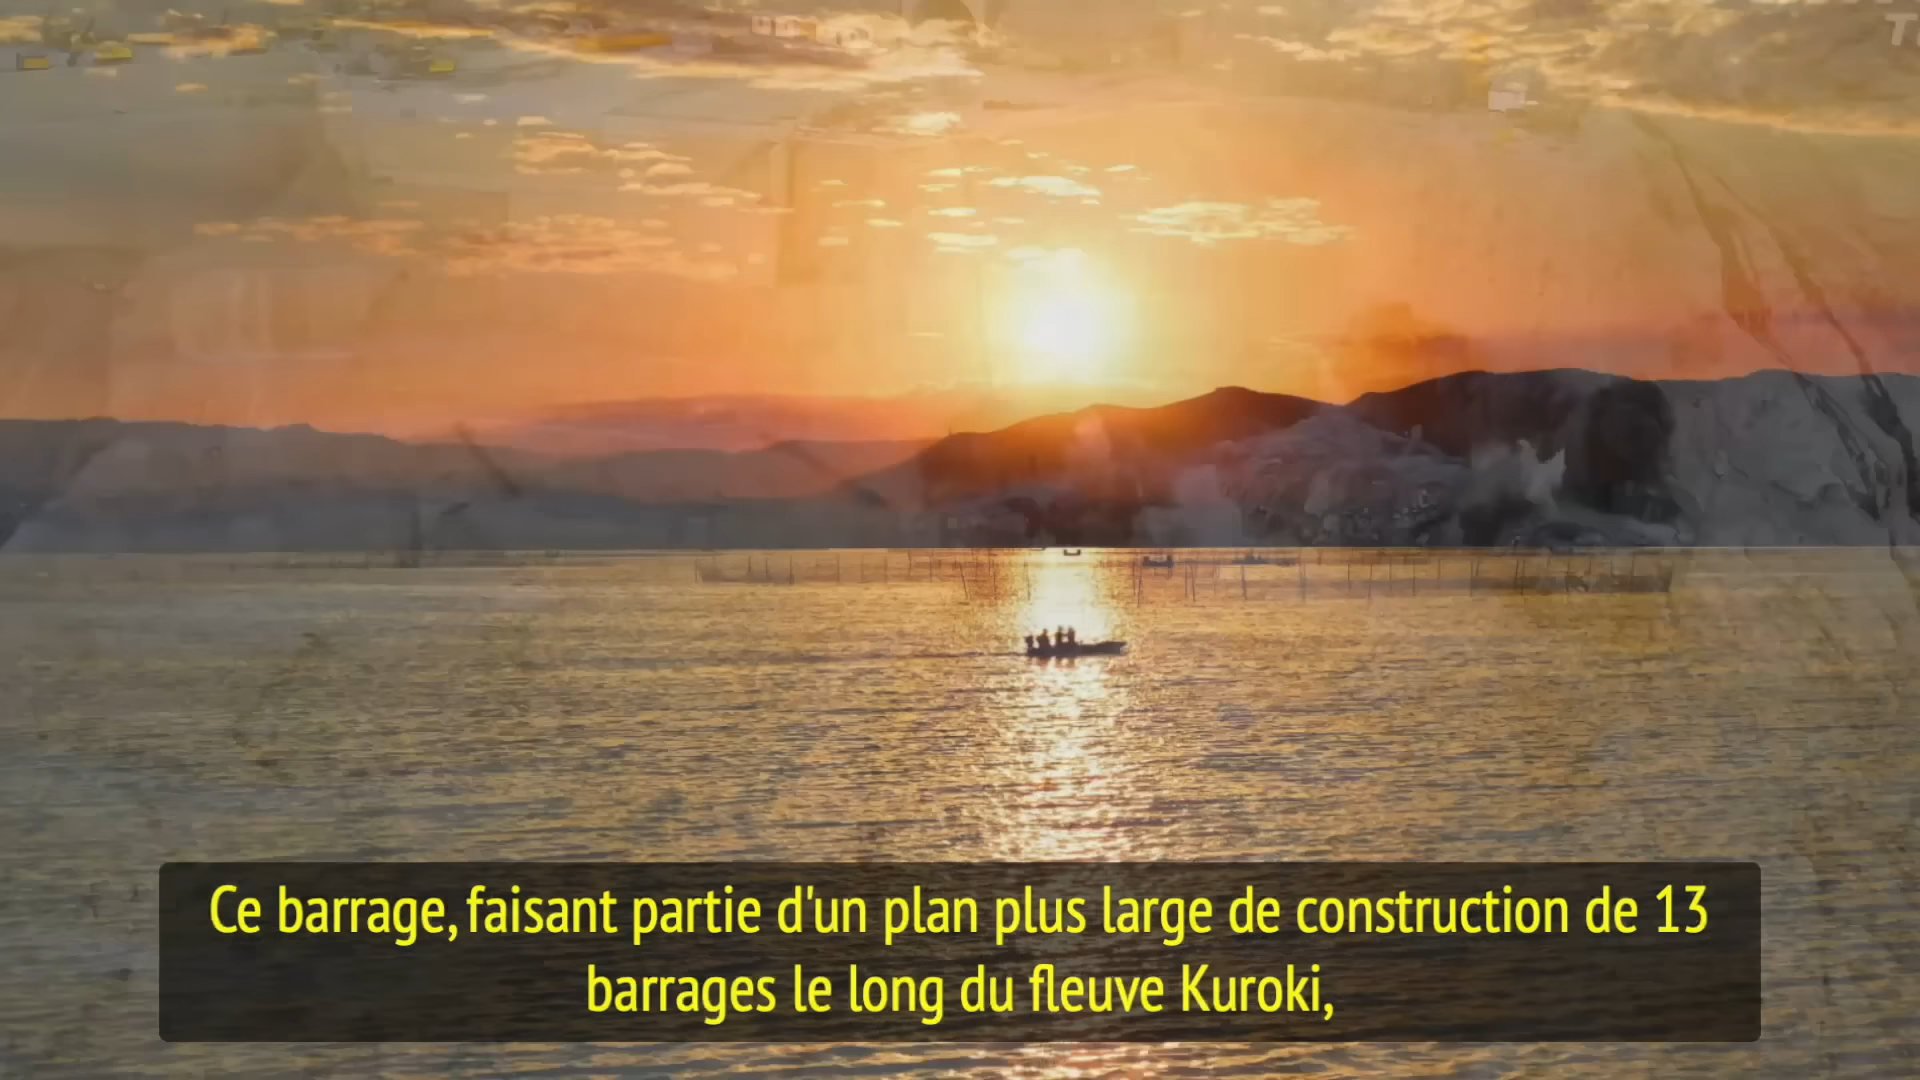 Ce barrage, faisant partie d'un plan plus large de construction de 13
barrages le long du fleuve Kuroki,